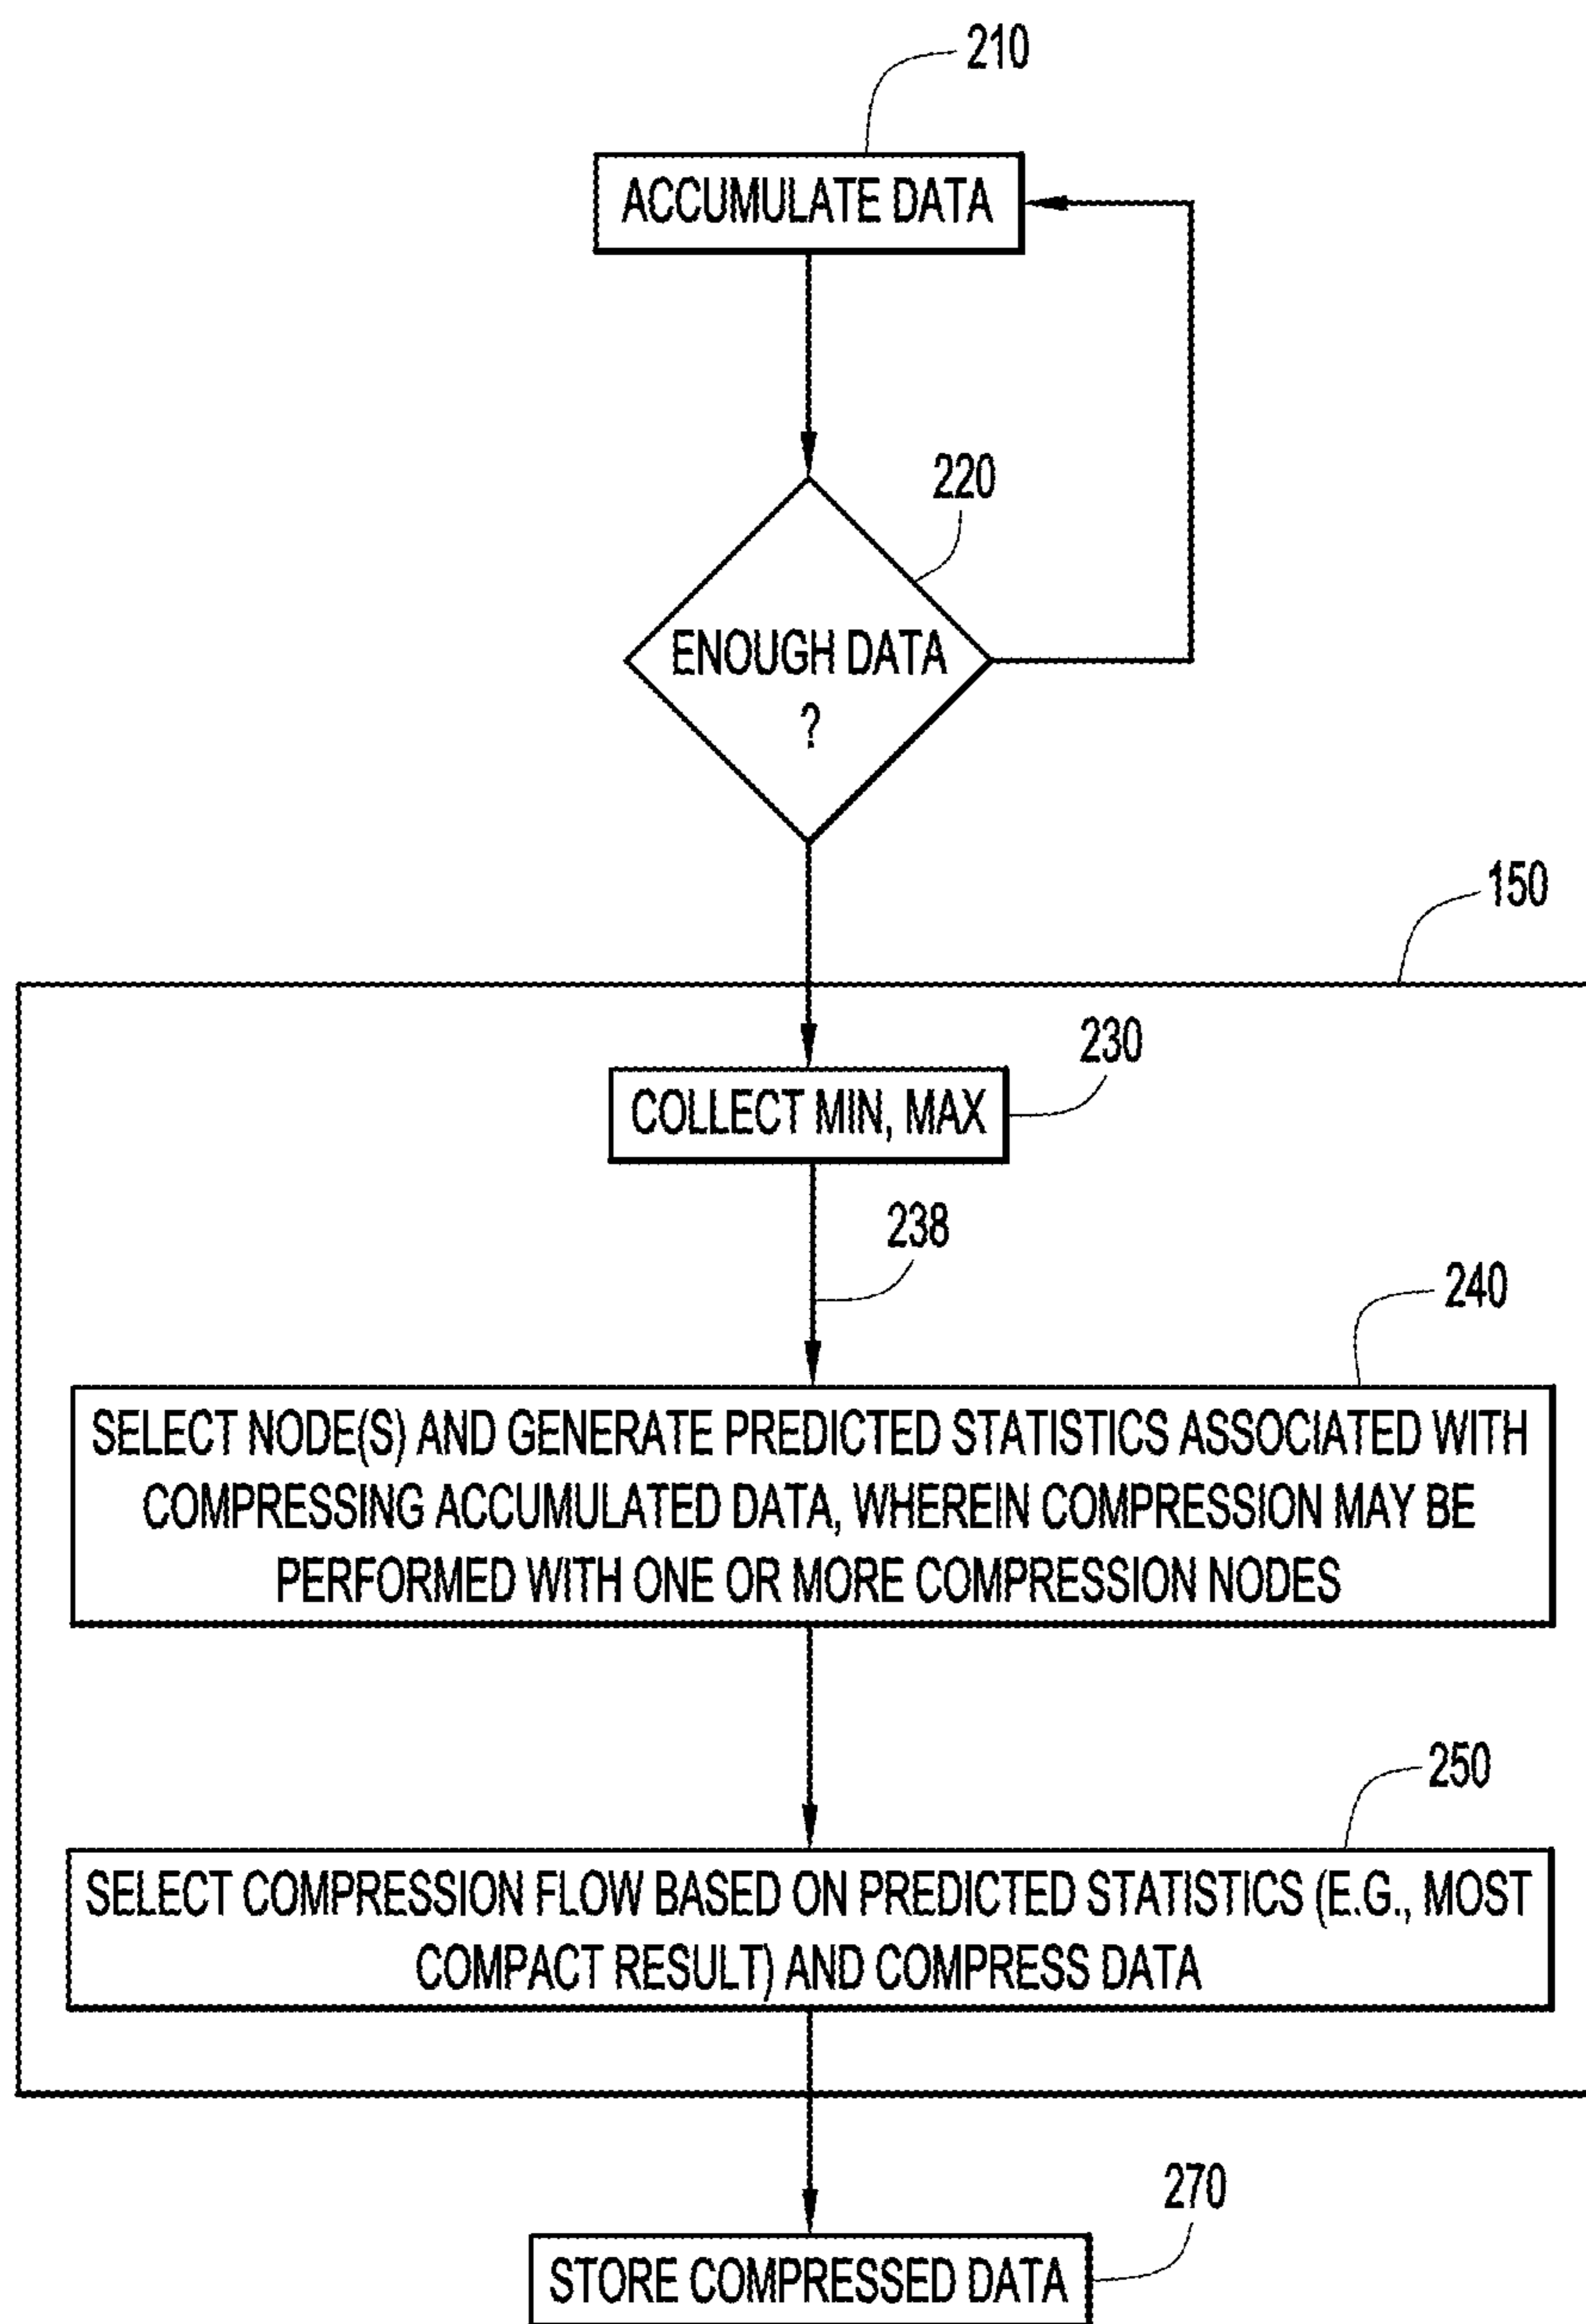 210
ACCUMULATE DATA
220
ENOUGH DATA
?
150
230
COLLECT MIN, MAX
238
240
SELECT NODE(S) AND GENERATE PREDICTED STATISTICS ASSOCIATED WITH
COMPRESSING ACCUMULATED DATA, WHEREIN COMPRESSION MAY BE
PERFORMED WITH ONE OR MORE COMPRESSION NODES
250
SELECT COMPRESSION FLOW BASED ON PREDICTED STATISTICS (E.G., MOST
COMPACT RESULT) AND COMPRESS DATA
270
STORE COMPRESSED DATA